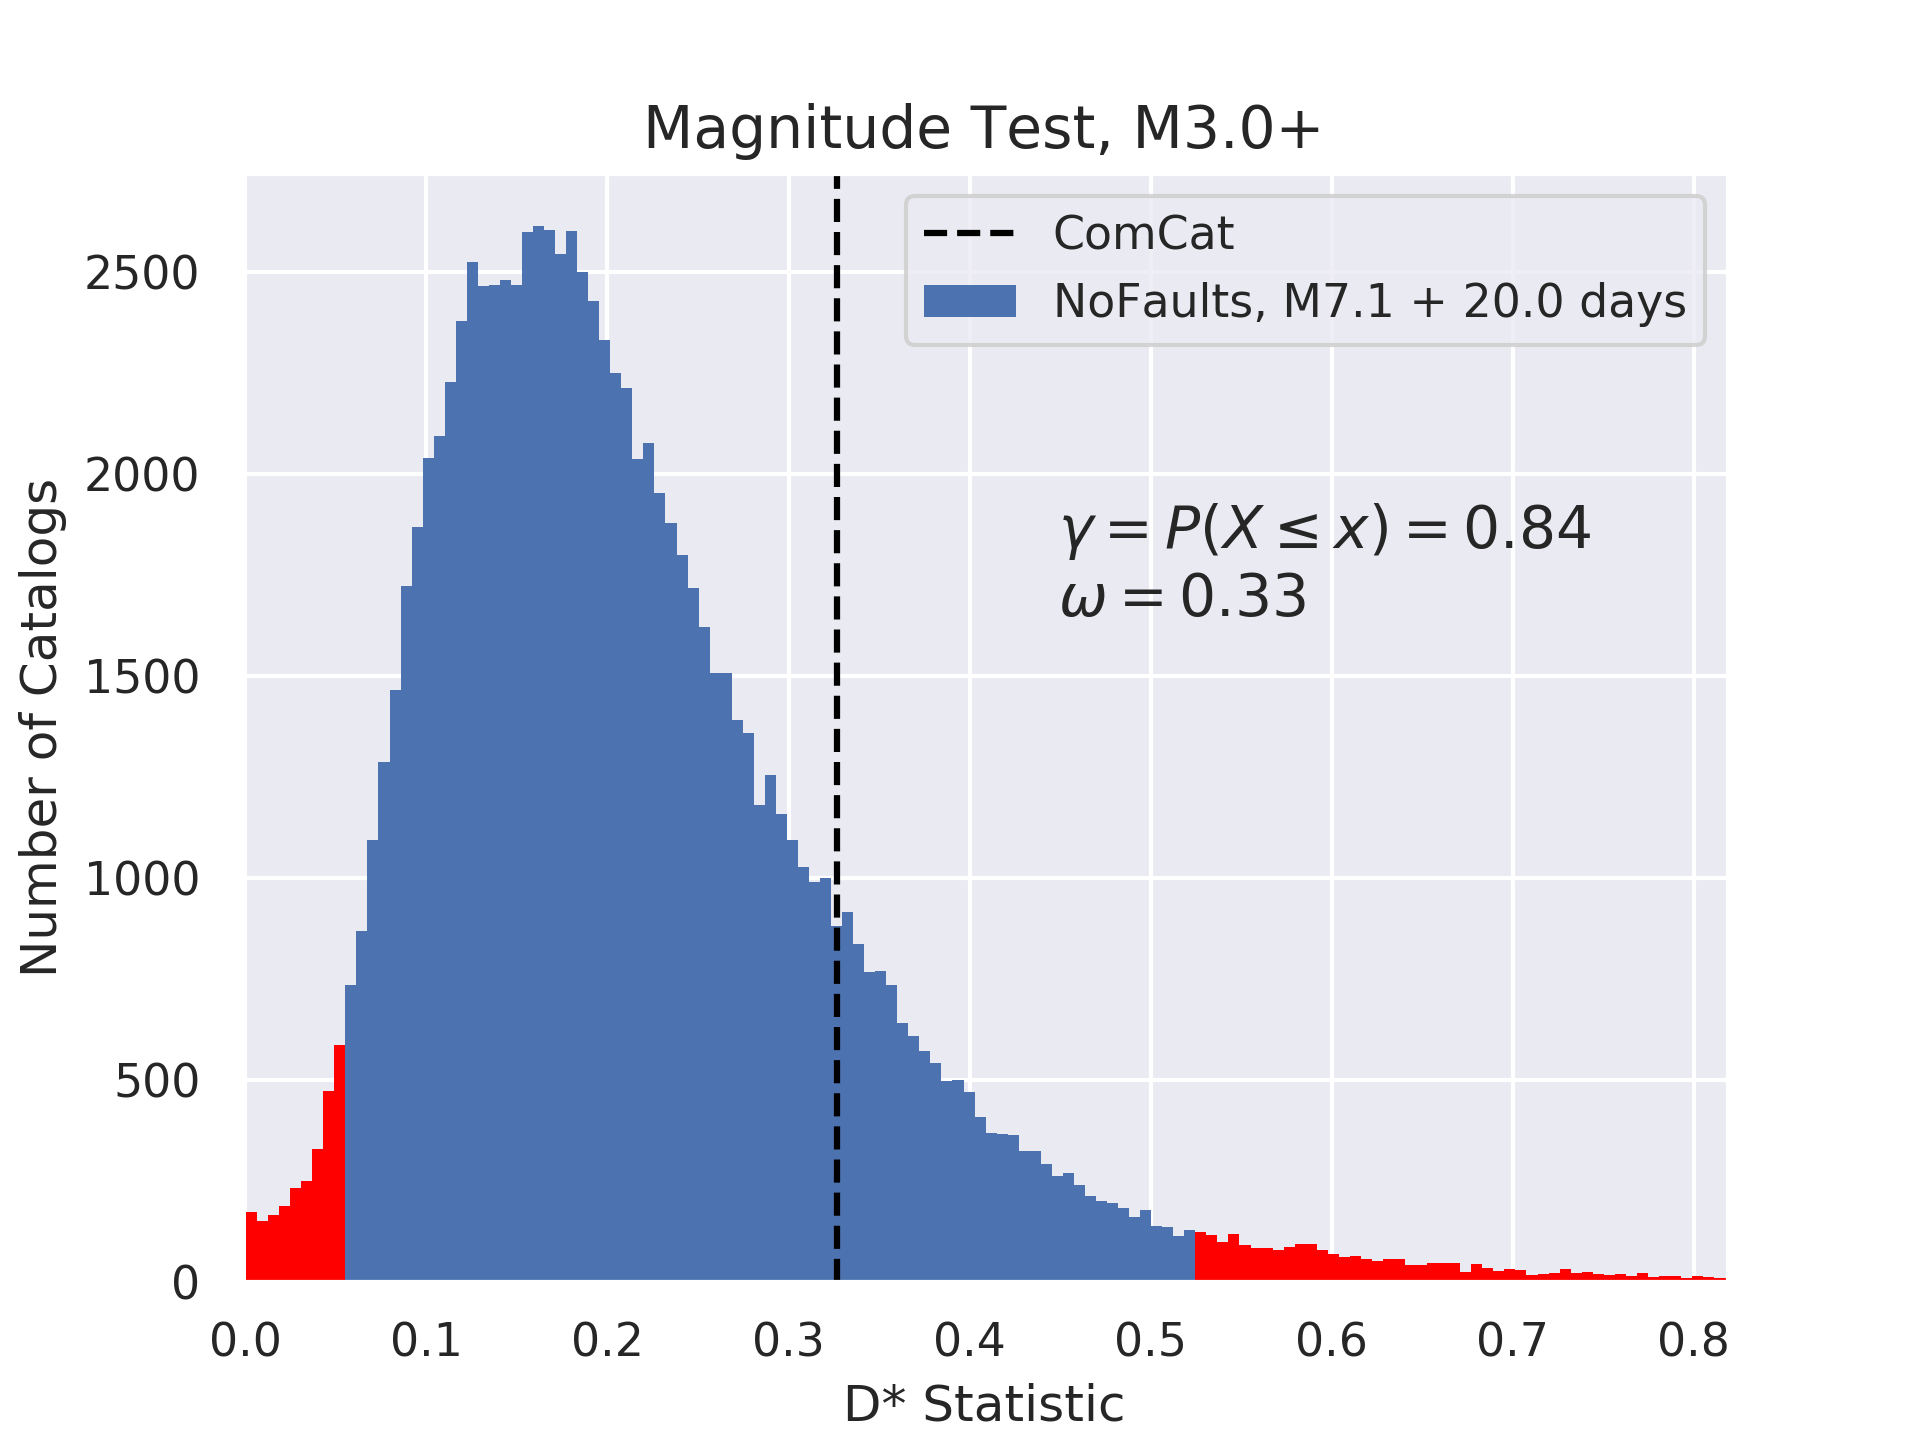 Magnitude Test, M3.0+
ComCat
NoFaults, M7.1 + 20.0 days
γ = P(X ≤ x) = 0.84
ω = 0.33
Number of Catalogs
2500
2000
1500
1000
500
0
0.0 0.1 0.2 0.3 0.4 0.5 0.6 0.7 0.8
D* Statistic